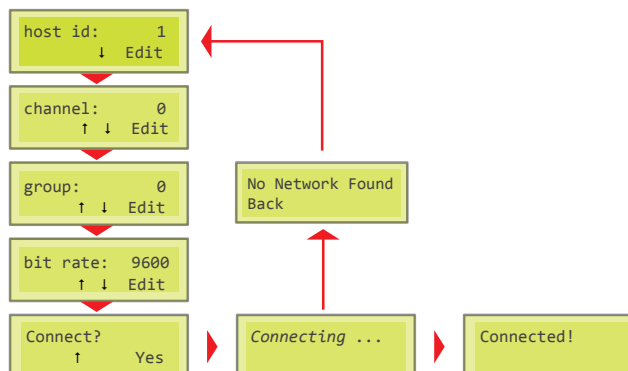 host id: 1
↓ Edit
channel: 0
↑ ↓ Edit
group: 0
↑ ↓ Edit
bit rate: 9600
↑ ↓ Edit
Connect?
↑ Yes
Connecting ...
No Network Found
Back
Connected!